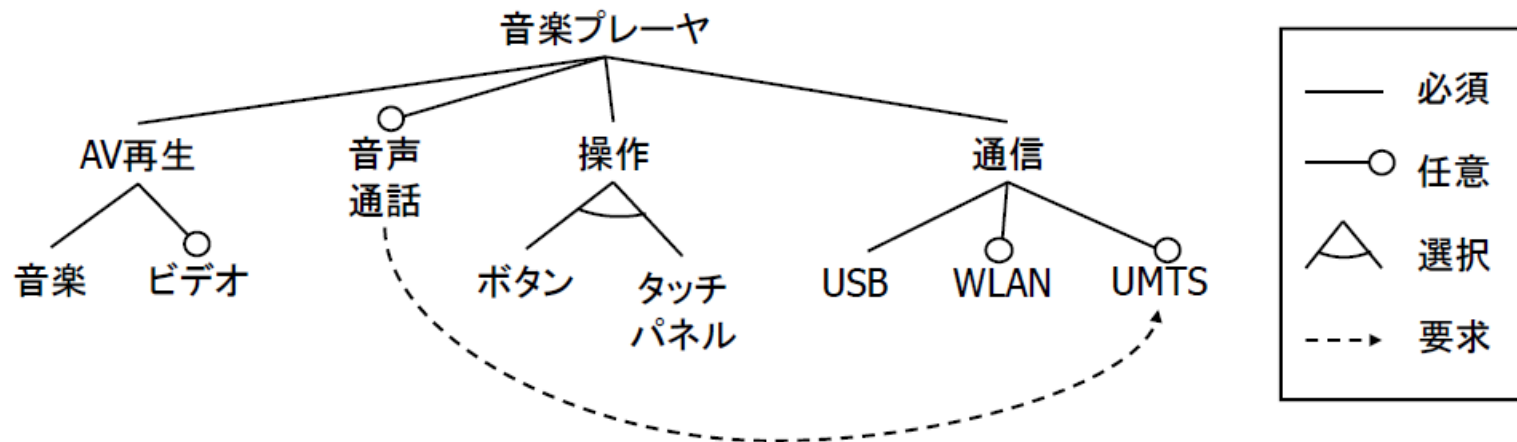 音楽プレーヤ
AV再生
音声
通話
操作
通信
音楽
ビデオ
ボタン
タッチ
パネル
USB
WLAN
UMTS
必須
任意
選択
要求